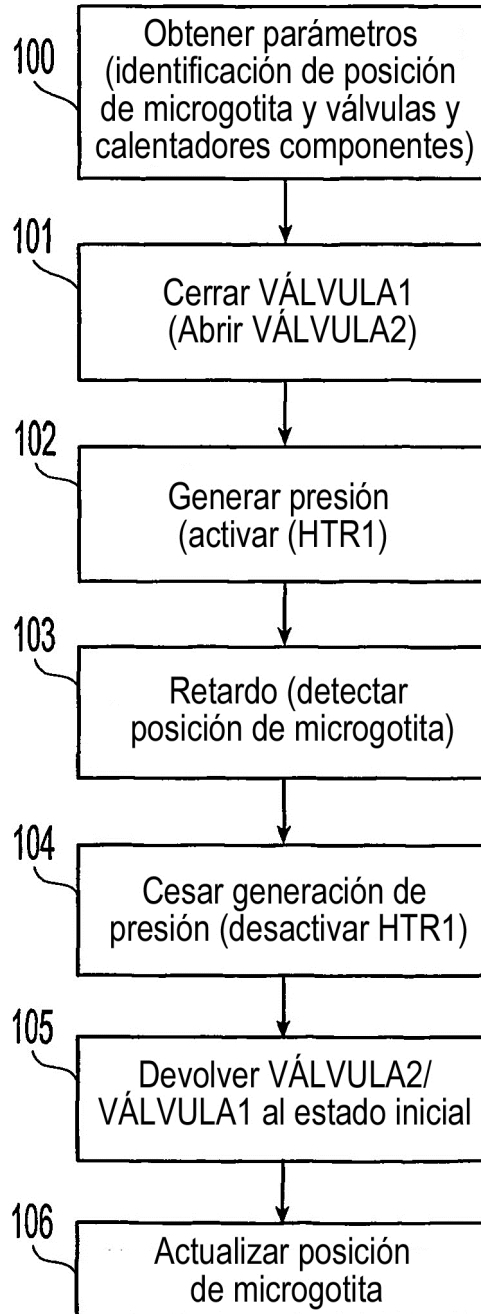 100
Obtener parámetros
(identificación de posición
de microgotita y válvulas y
calentadores componentes)
101
Cerrar VÁLVULA1
(Abrir VÁLVULA2)
102
Generar presión
(activar (HTR1)
103
Retardo (detectar
posición de microgotita)
104
Cesar generación de
presión (desactivar HTR1)
105
Devolver VÁLVULA2/
VÁLVULA1 al estado inicial
106
Actualizar posición
de microgotita